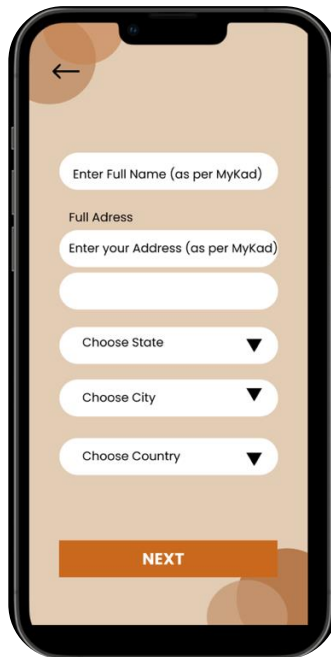 Enter Full Name (as per MyKad)
Full Adress
Enter your Address (as per MyKad)
Choose State
Choose City
Choose Country
NEXT